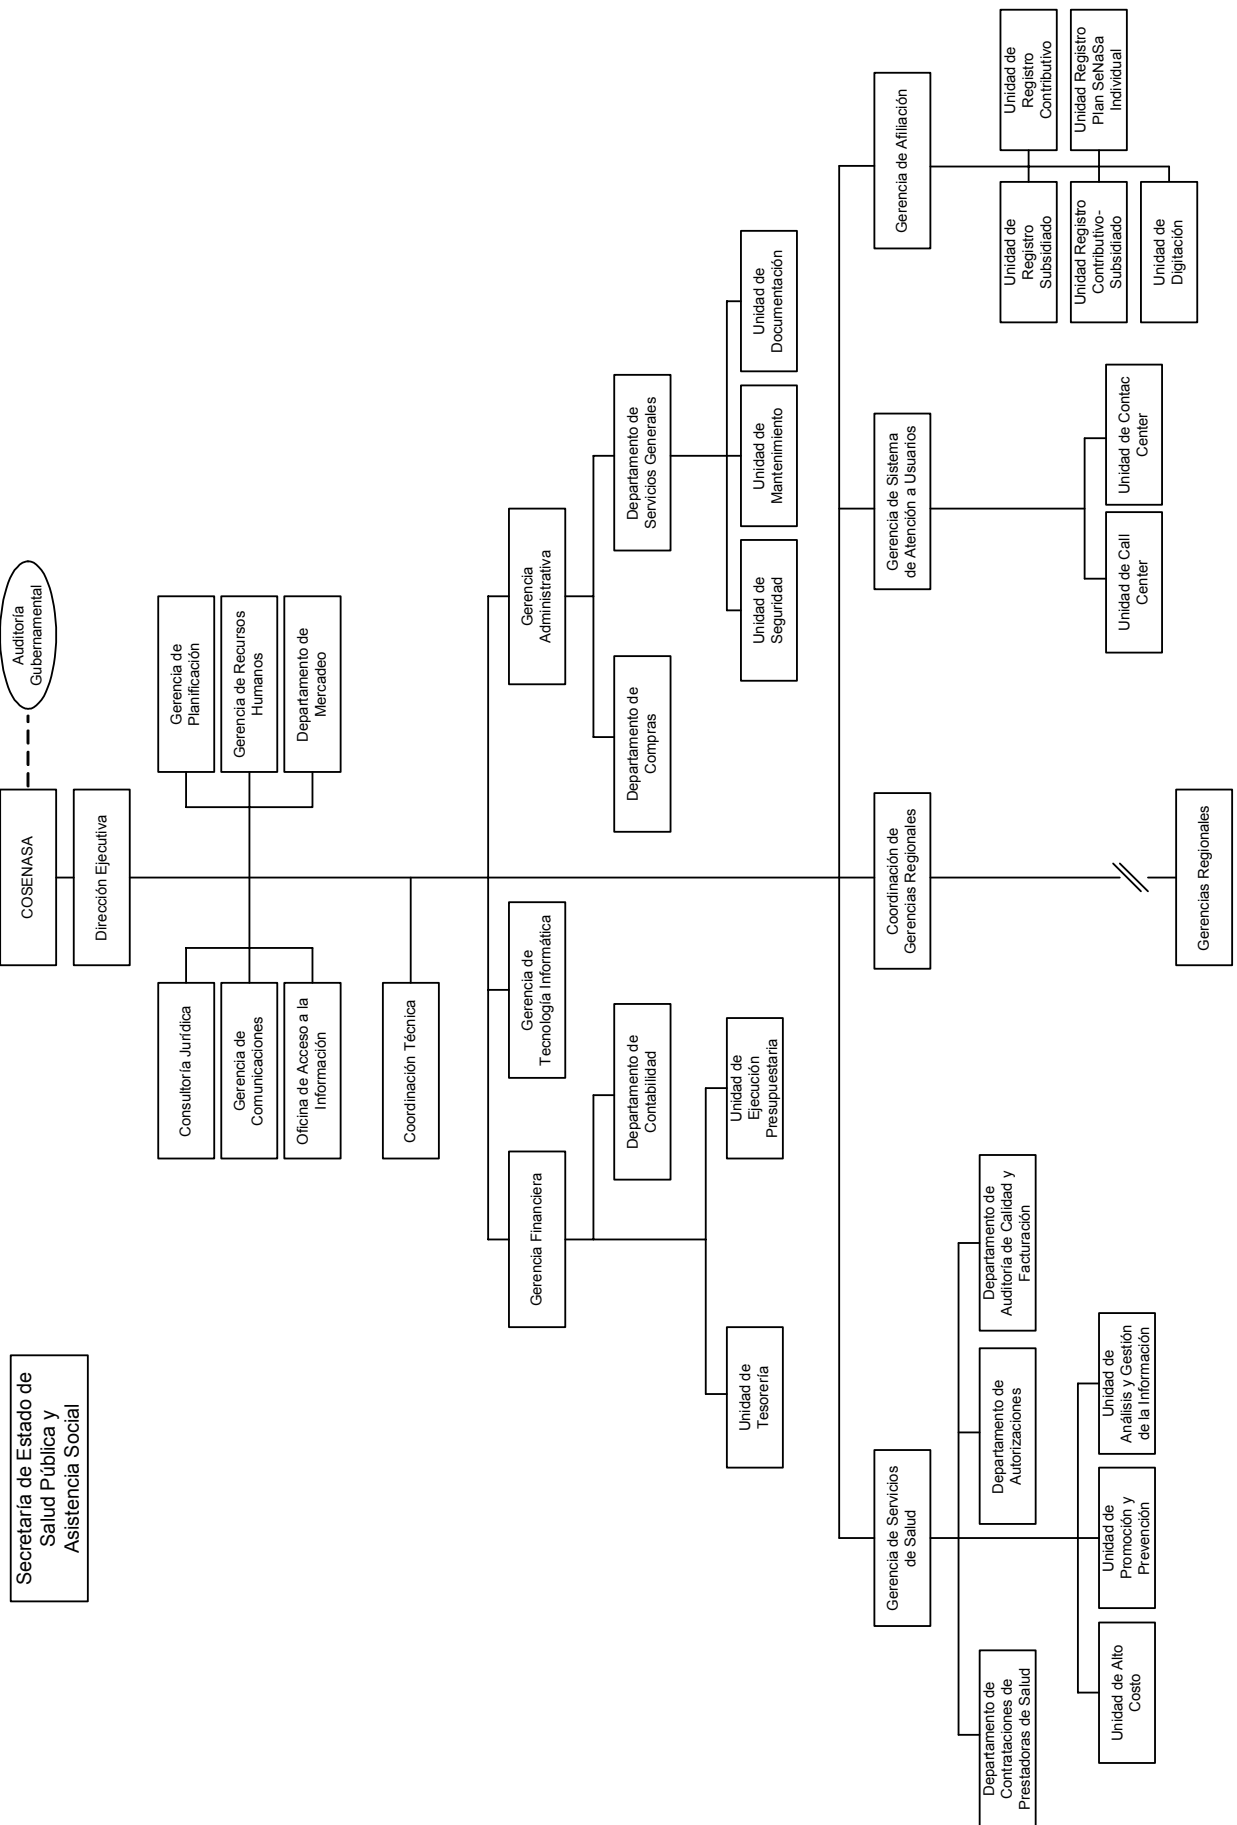 Secretaría de Estado de
Salud Pública y
Asistencia Social
COSENASA
Auditoría
Gubernamental
Dirección Ejecutiva
Consultoría Jurídica
Gerencia de
Planificación
Gerencia de
Comunicaciones
Gerencia de Recursos
Humanos
Oficina de Acceso a la
Información
Departamento de
Mercadeo
Coordinación Técnica
Gerencia Financiera
Gerencia de
Tecnología Informática
Gerencia
Administrativa
Departamento de
Contabilidad
Departamento de
Compras
Departamento de
Servicios Generales
Unidad de
Tesorería
Unidad de
Ejecución
Presupuestaria
Unidad de
Seguridad
Unidad de
Mantenimiento
Unidad de
Documentación
Gerencia de Servicios
de Salud
Coordinación de
Gerencias Regionales
Gerencia de Sistema
de Atención a Usuarios
Gerencia de Afiliación
Departamento de
Contrataciones de
Prestadoras de Salud
Departamento de
Autorizaciones
Departamento de
Auditoría de Calidad y
Facturación
Unidad de
Registro
Subsidiado
Unidad de
Registro
Contributivo
Unidad Registro
Contributivo-
Subsidiado
Unidad Registro
Plan SeNaSa
Individual
Unidad de Alto
Costo
Unidad de
Promoción y
Prevención
Unidad de
Análisis y Gestión
de la Información
Unidad de Call
Center
Unidad de Contac
Center
Unidad de
Digitación
Gerencias Regionales